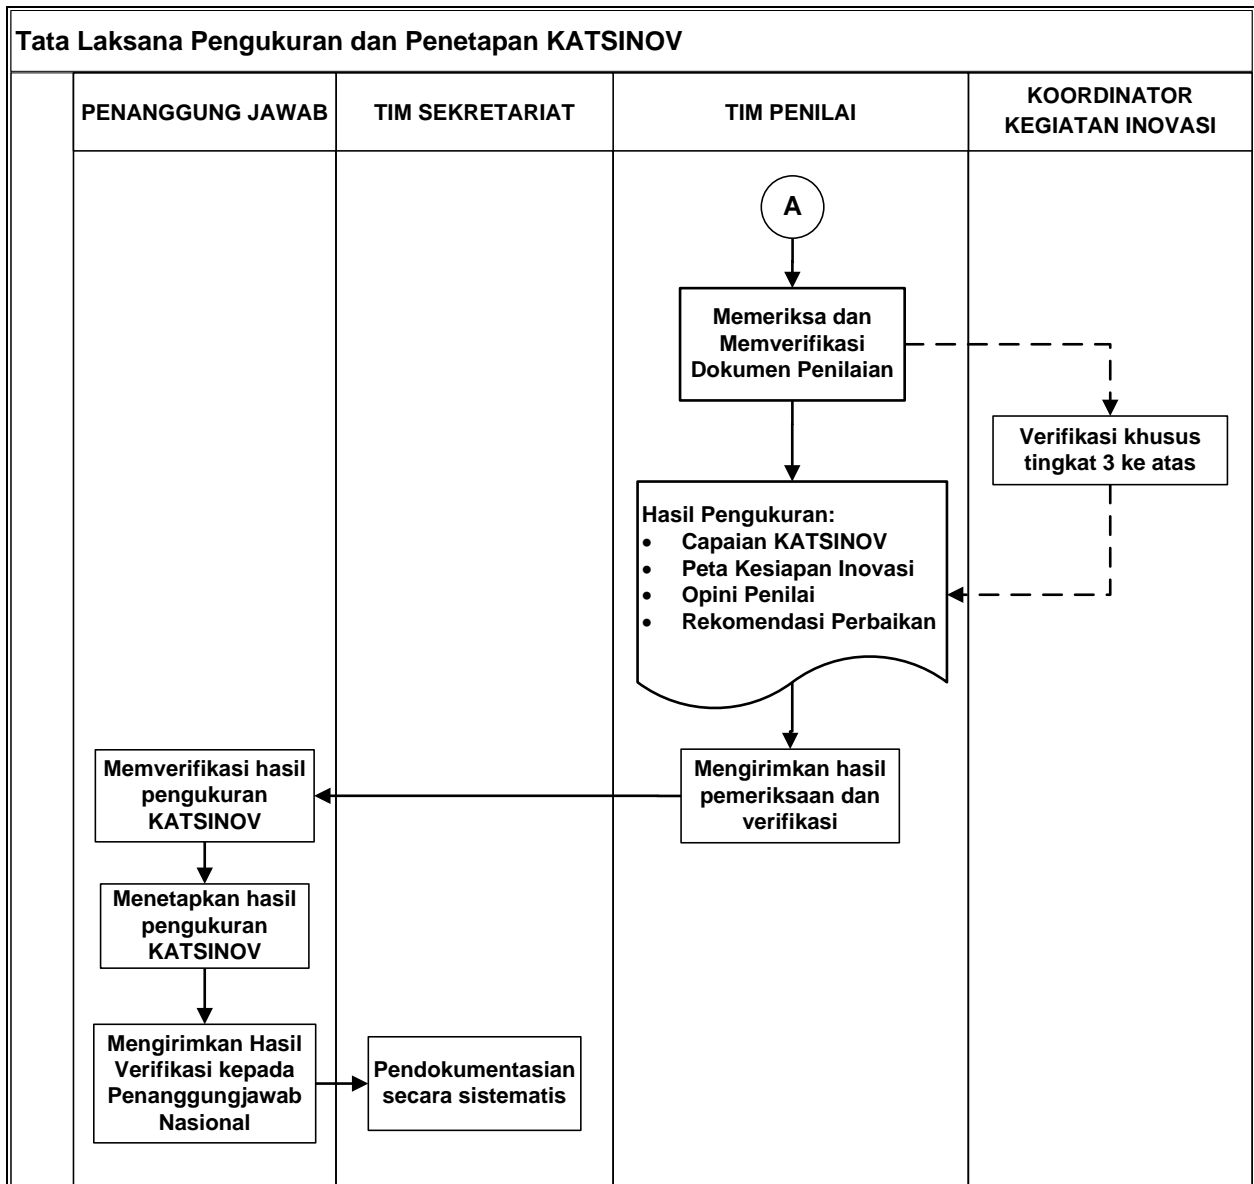 Tata Laksana Pengukuran dan Penetapan KATSINOV
PENANGGUNG JAWAB
TIM SEKRETARIAT
TIM PENILAI
KOORDINATOR
KEGIATAN INOVASI
A
Memeriksa dan
Memverifikasi
Dokumen Penilaian
Verifikasi khusus
tingkat 3 ke atas
Hasil Pengukuran:
• Capaian KATSINOV
• Peta Kesiapan Inovasi
• Opini Penilai
• Rekomendasi Perbaikan
Mengirimkan hasil
pemeriksaan dan
verifikasi
Memverifikasi hasil
pengukuran
KATSINOV
Menetapkan hasil
pengukuran
KATSINOV
Mengirimkan Hasil
Verifikasi kepada
Penanggungjawab
Nasional
Pendokumentasian
secara sistematis